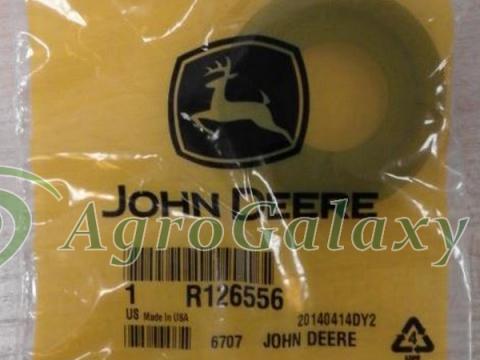 JOHN DEERE
AgroGalaxy
1 R126556
US Made in USA 20140414DY2
6707 JOHN DEERE
4